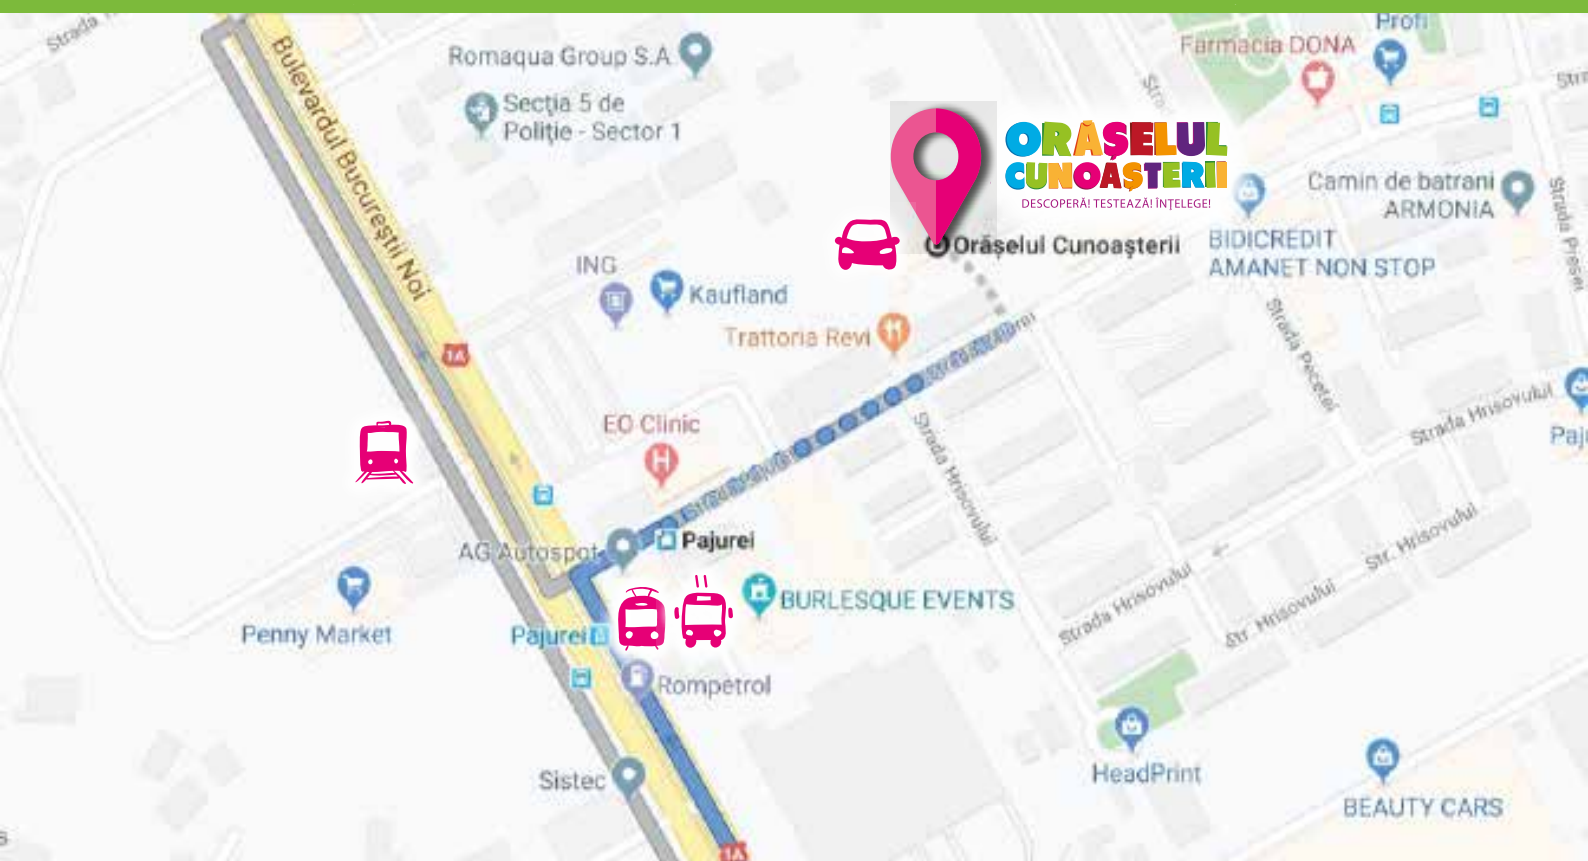 Strada
Profi
Farmacia DONA
Romaqua Group S.A
Secția 5 de
Poliție - Sector 1
Bulevardul Bucureștii Noi
ORĂȘELUL
CUNOAȘTERII
DESCOPERĂ! TESTEAZĂ! ÎNȚELEGE!
Camin de batrani
ARMONIA
Strada Presei
Orășelul Cunoașterii
BIDICREDIT
AMANET NON STOP
ING
Kaufland
Trattoria Revi
1A
Strada Pecetei
Strada Hrisovului
EO Clinic
Strada Hrisovului
Strada Pajurei
Pajurei
AG Autospot
Str. Hrisovului
BURLESQUE EVENTS
Strada Hrisovului
Str. Hrisovului
Penny Market
Pajurei
Rompetrol
Sistec
HeadPrint
BEAUTY CARS
1A